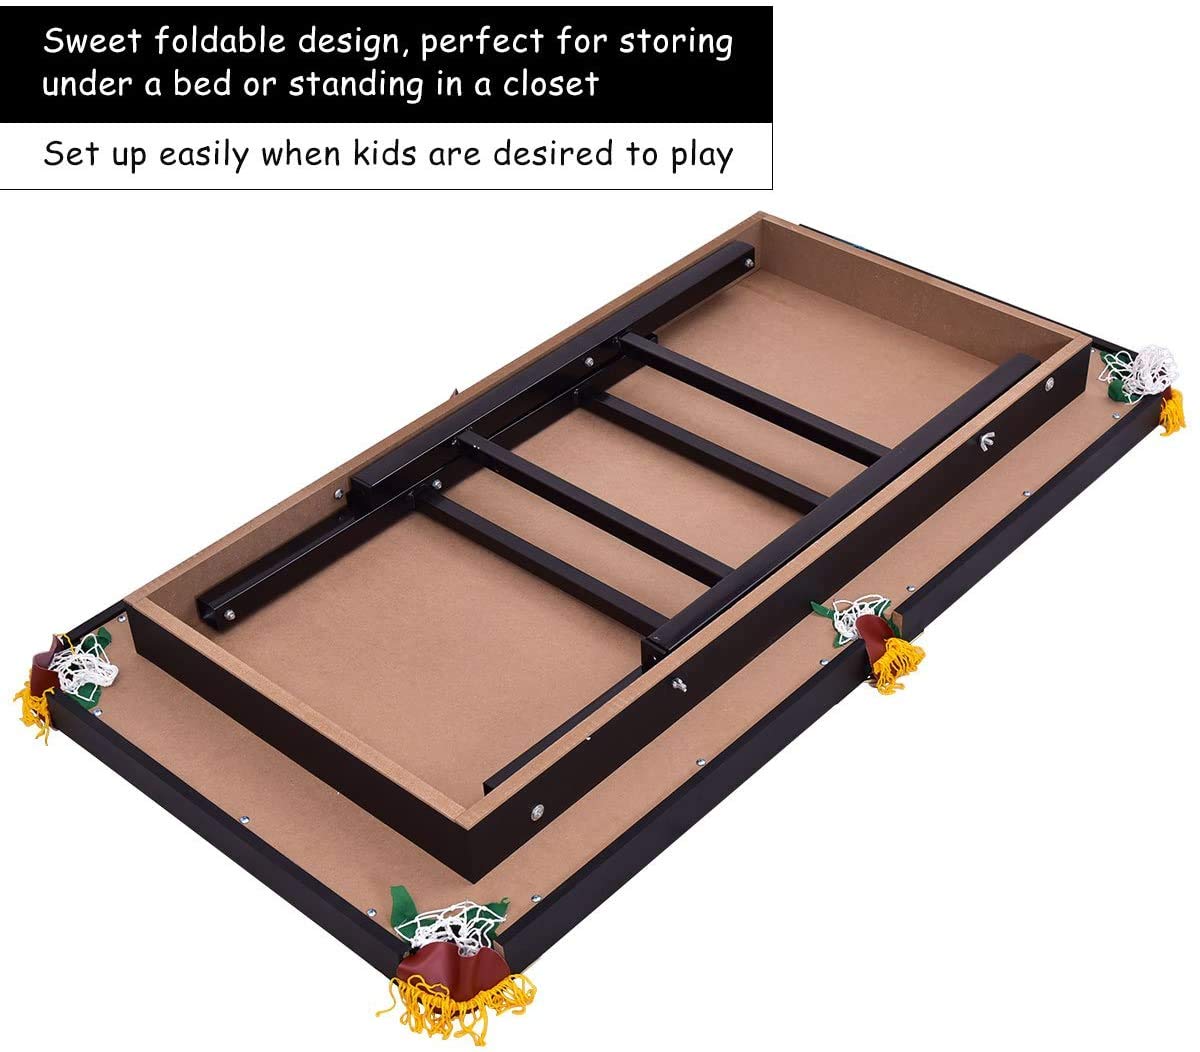 Sweet foldable design, perfect for storing
under a bed or standing in a closet
Set up easily when kids are desired to play